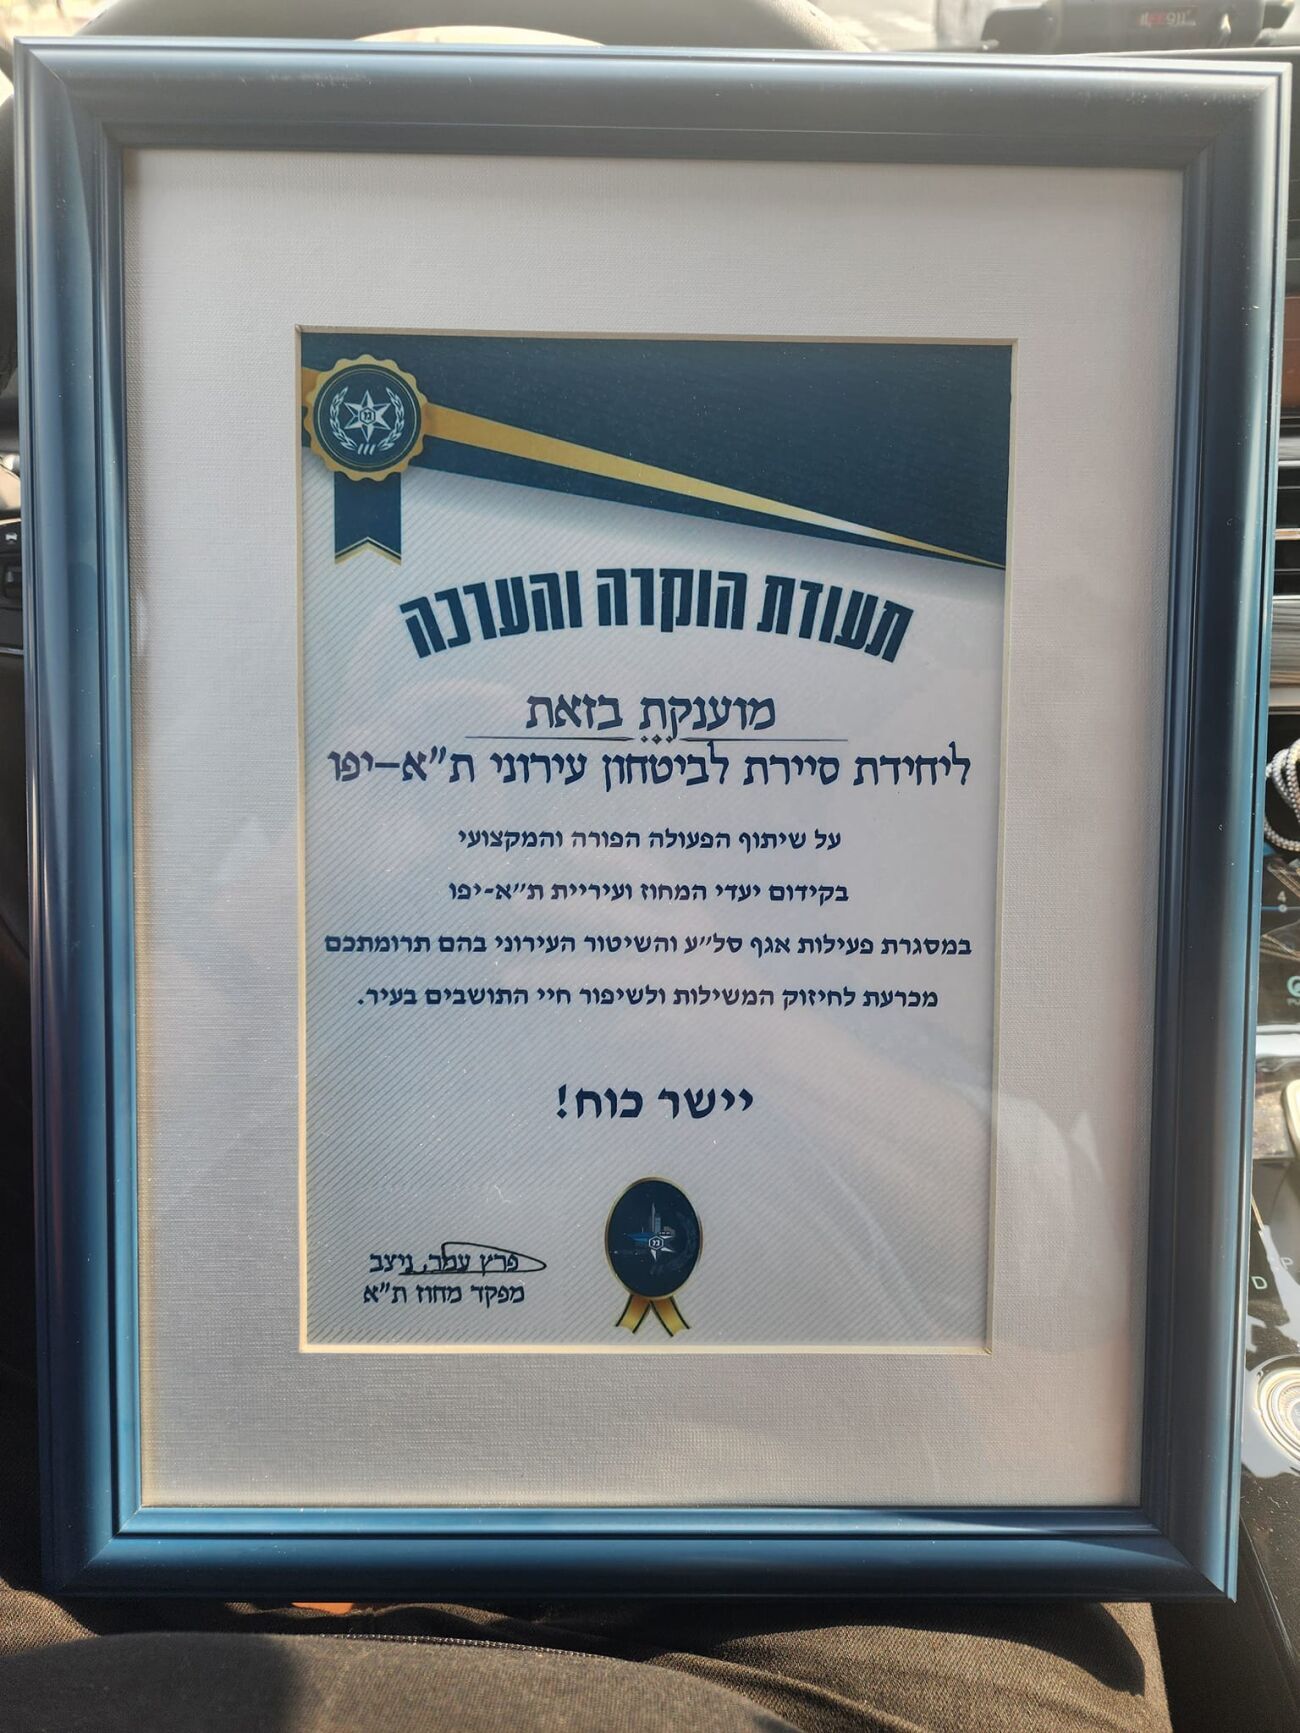 תעודת הוקרה והערכה
מוענקת בזאת
ליחידת סיירת לביטחון עירוני ת"א–יפו
על שיתוף הפעולה הפורה והמקצועי
בקידום יעדי המחוז ועיריית ת"א-יפו
במסגרת פעילות אגף סל"ע והשיטור העירוני בהם תרומתכם
מכרעת לחיזוק המשילות ולשיפור חיי התושבים בעיר.
יישר כוח!
פרץ עמר, ניצב
מפקד מחוז ת"א
4
D